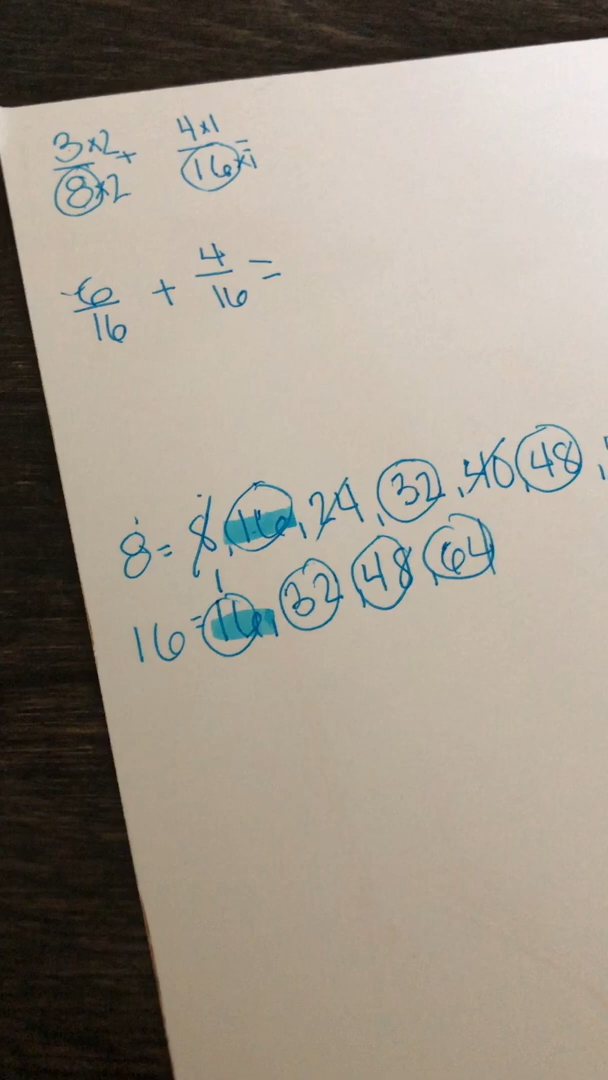 3×2/8×2 + 4×1/16×1 =
6/16 + 4/16 =
8 = 8, 16, 24, 32, 40, 48,
16 = 16, 32, 48, 64